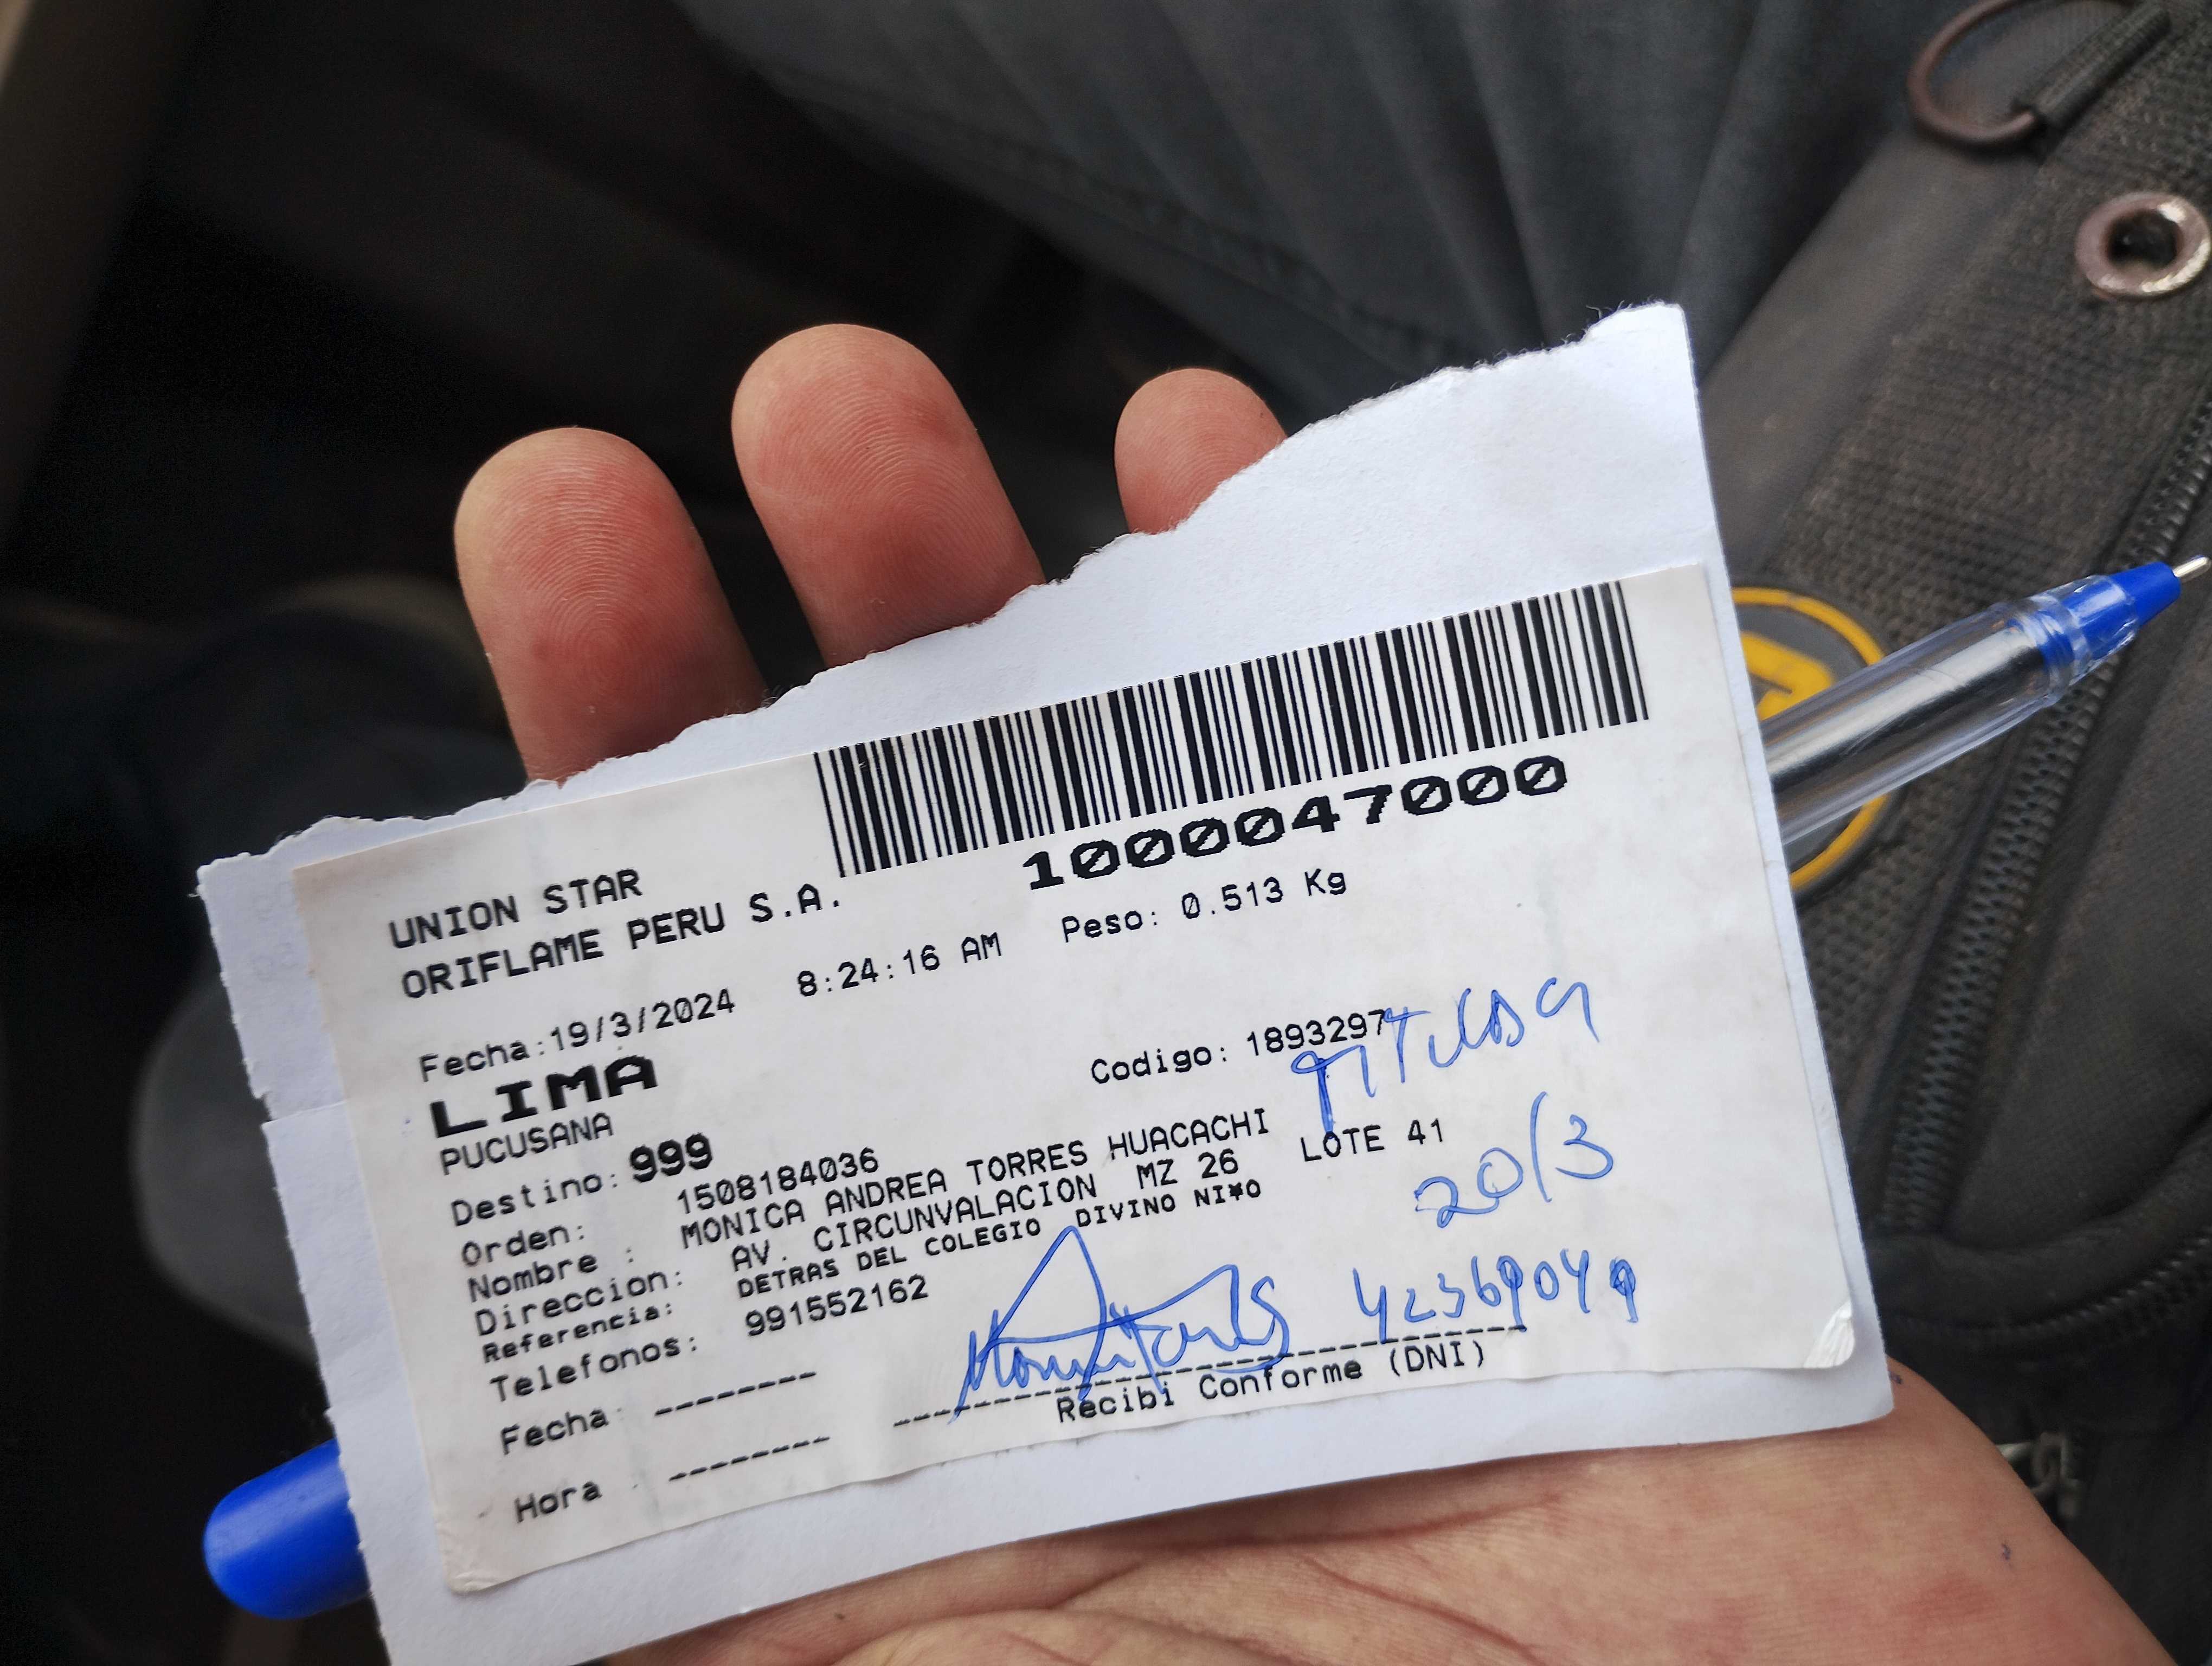 1000047000
UNION STAR
ORIFLAME PERU S.A.
Fecha:19/3/2024 8:24:16 AM Peso: 0.513 Kg
LIMA
Codigo: 1893297
TITULAR
PUCUSANA
Destino: 999
20/3
Orden: 1508184036
Nombre : MONICA ANDREA TORRES HUACACHI
Direccion: AV. CIRCUNVALACION MZ 26 LOTE 41
Referencia: DETRAS DEL COLEGIO DIVINO NI¥O
Telefonos: 991552162
42369049
Fecha: --------
Recibi Conforme (DNI)
Hora : --------